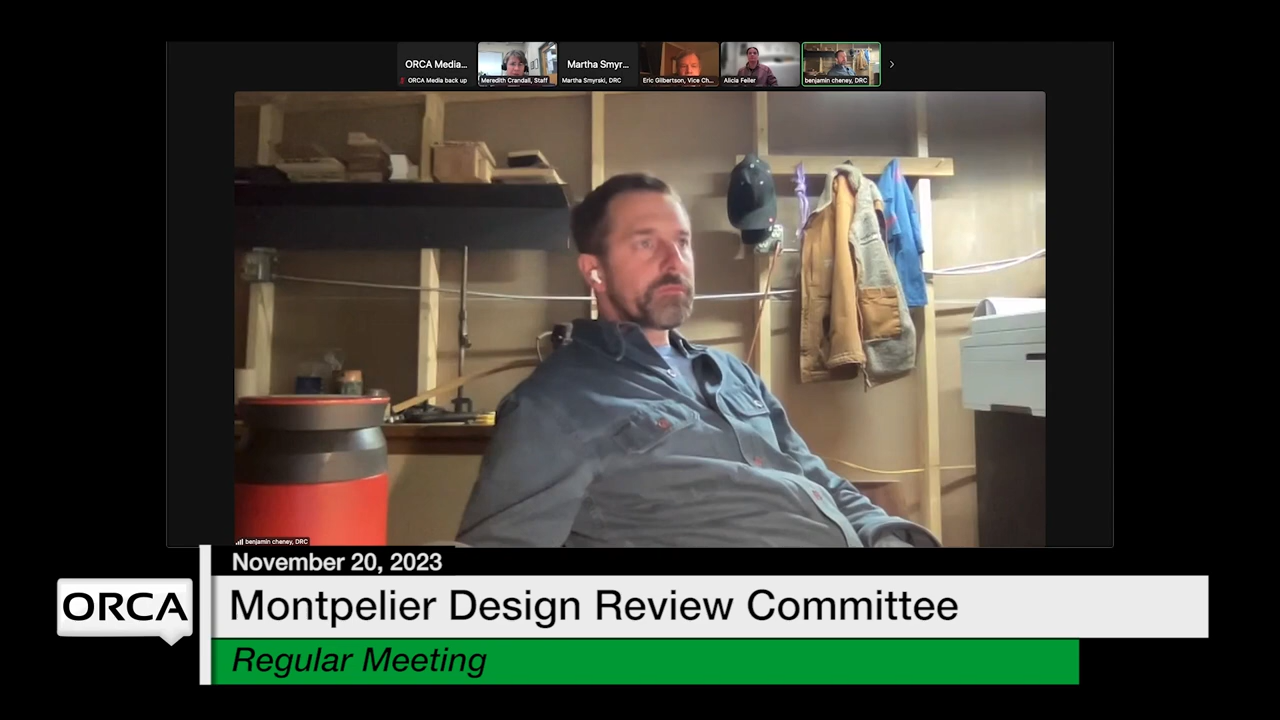 ORCA Media...
Martha Smyr...
ORCA Media back up
Meredith Crandall, Staff
Martha Smyrski, DRC
Eric Gilbertson, Vice Ch...
Alicia Feiler
benjamin cheney, DRC
benjamin cheney, DRC
November 20, 2023
ORCA
Montpelier Design Review Committee
Regular Meeting